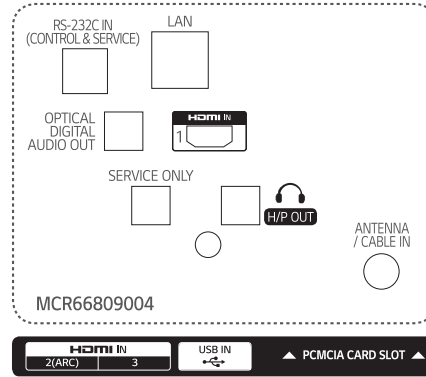 RS-232C IN
(CONTROL & SERVICE)
LAN
OPTICAL
DIGITAL
AUDIO OUT
HDMI IN
1
SERVICE ONLY
H/P OUT
ANTENNA
/ CABLE IN
MCR66809004
HDMI IN
2(ARC) 3
USB IN
PCMCIA CARD SLOT